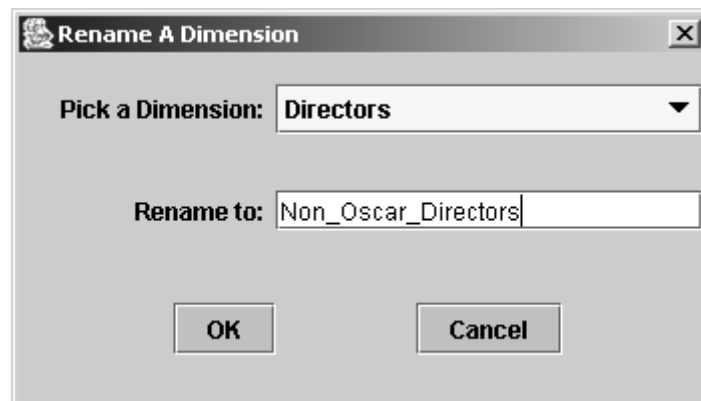 Rename A Dimension
Pick a Dimension: Directors
Rename to: Non_Oscar_Directors
OK Cancel